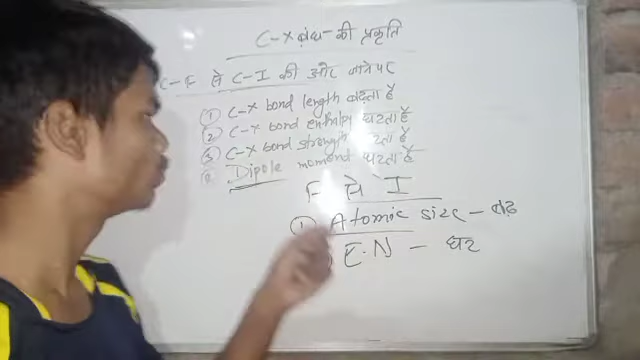 C-X बंध की प्रकृति
C-F से C-I की ओर जाने पर
① C-X bond length बढ़ता है
② C-X bond enthalpy घटता है
③ C-X bond strength घटता है
④ Dipole moment घटता है
F से I
① Atomic size - बढ़
E.N - घट